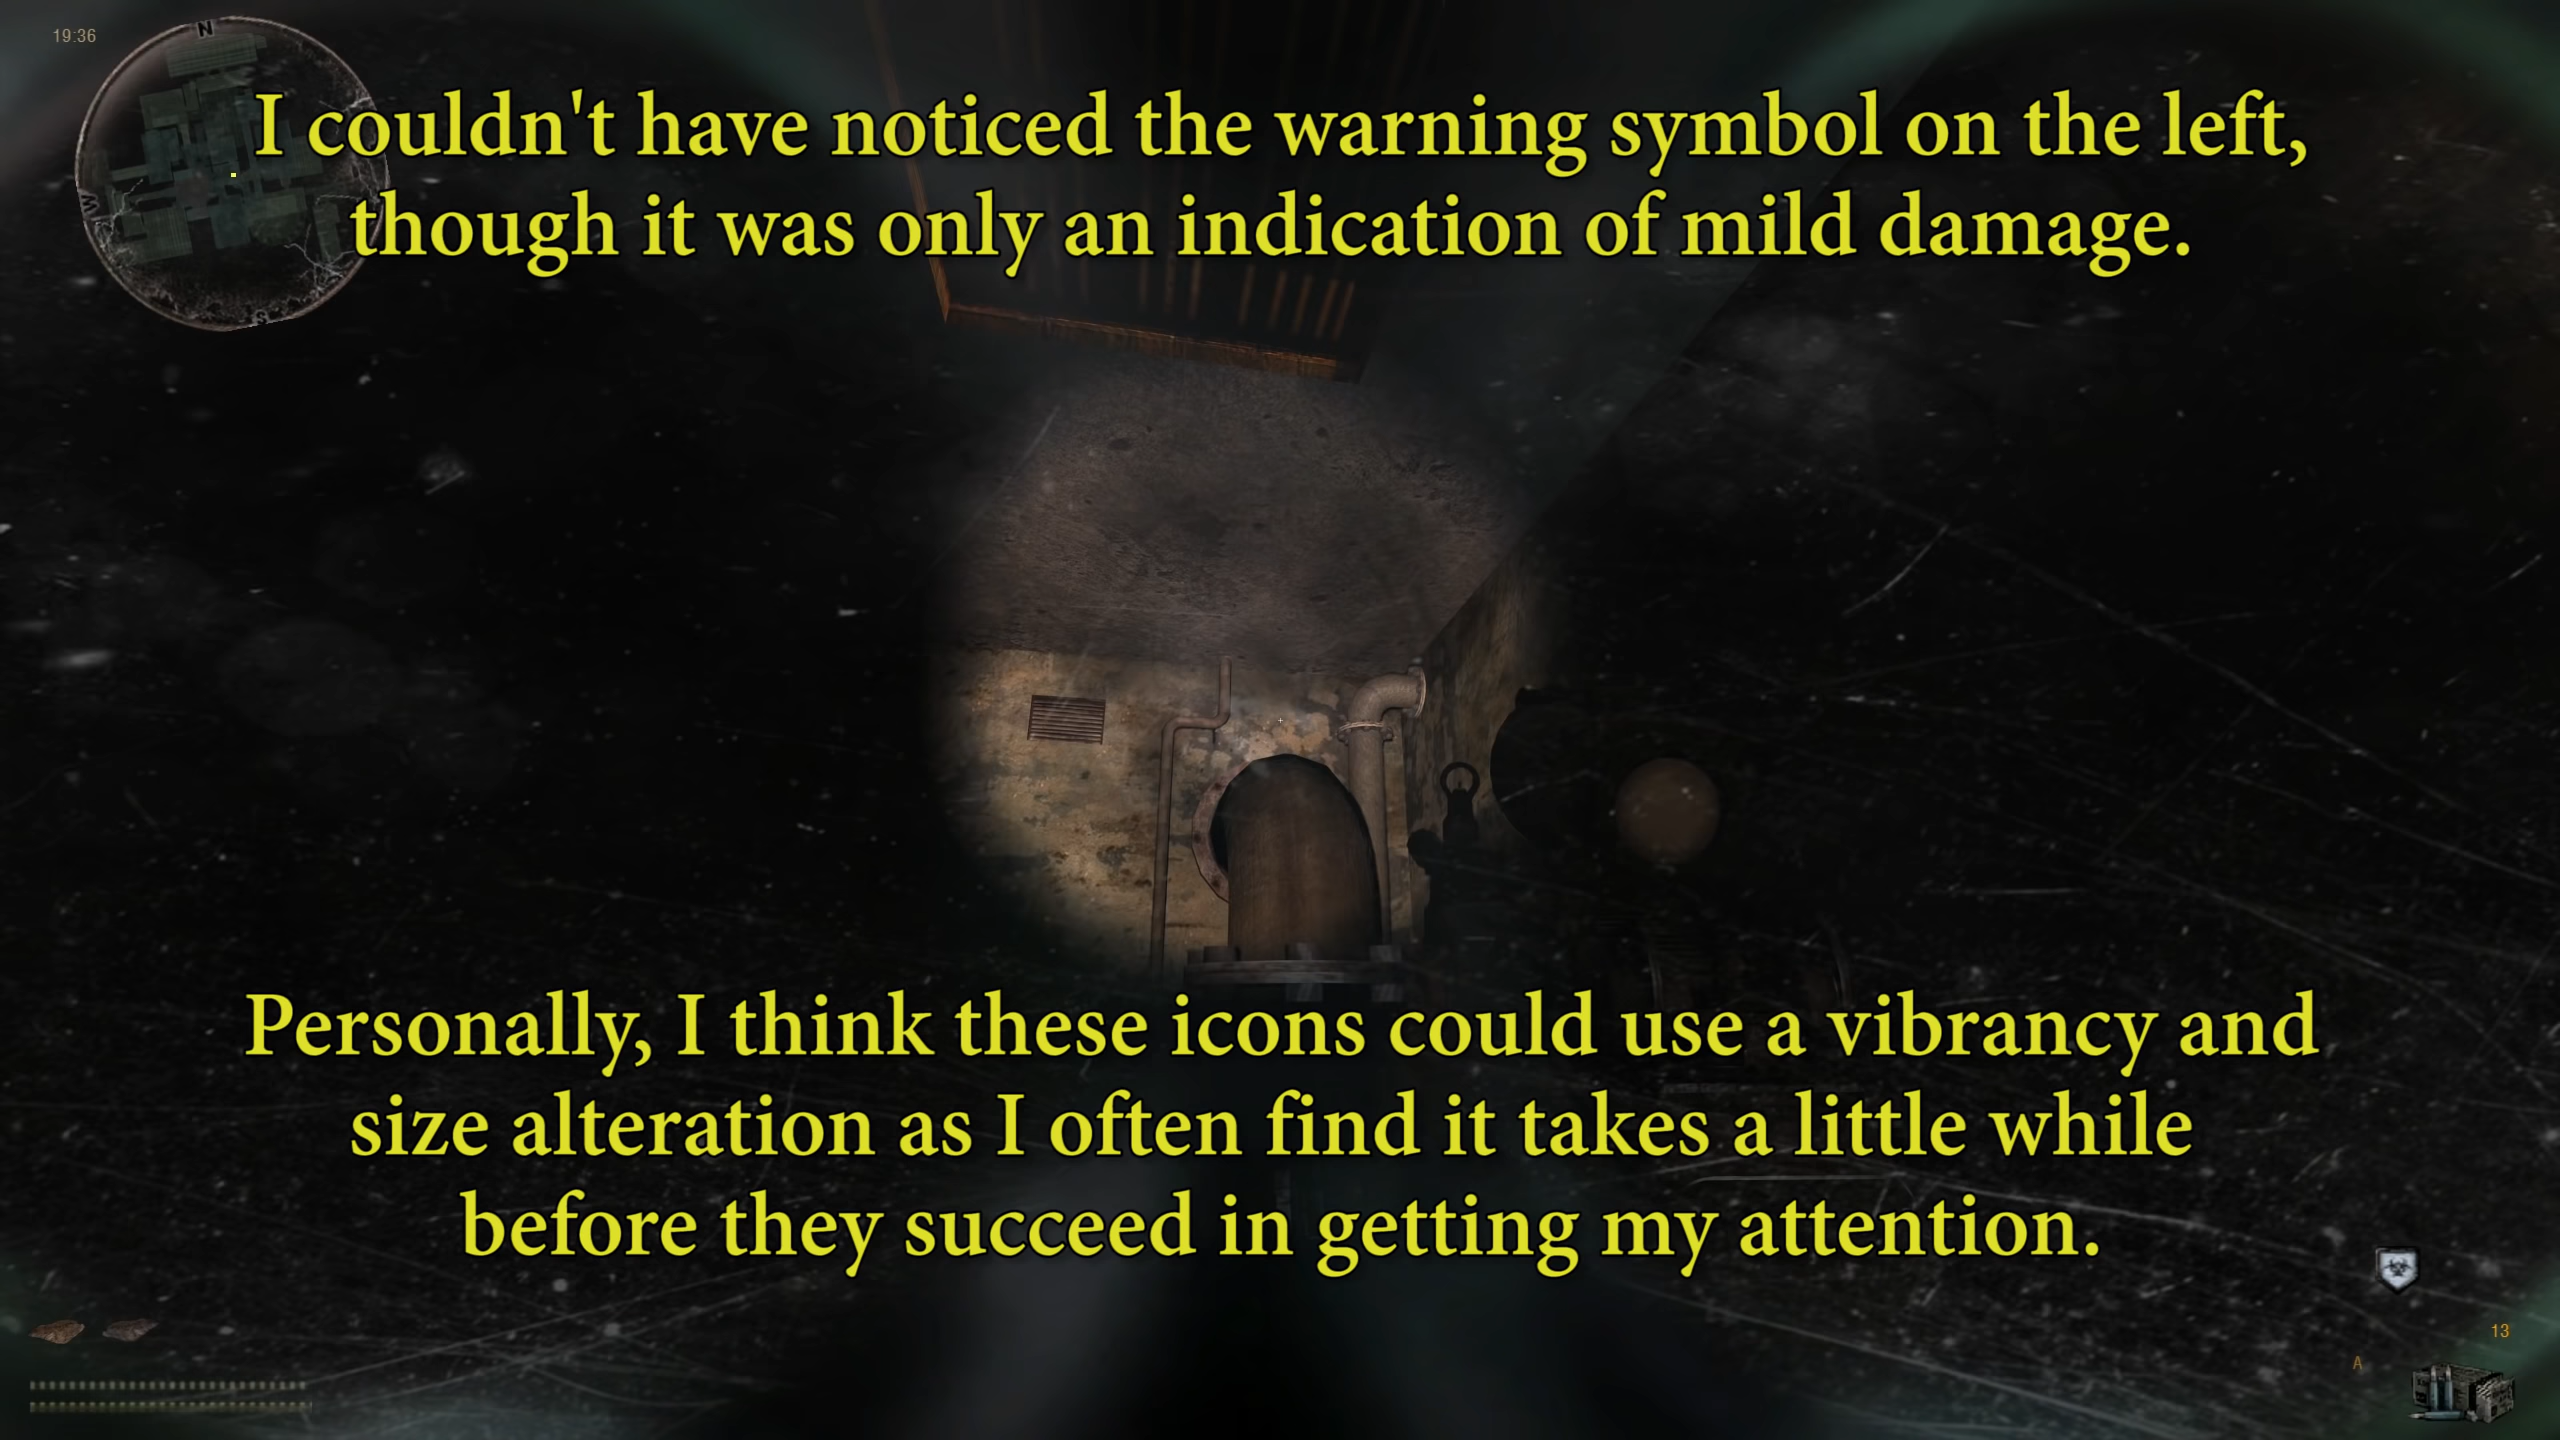 19:36
N
W
S
I couldn't have noticed the warning symbol on the left,
though it was only an indication of mild damage.
Personally, I think these icons could use a vibrancy and
size alteration as I often find it takes a little while
before they succeed in getting my attention.
13
A